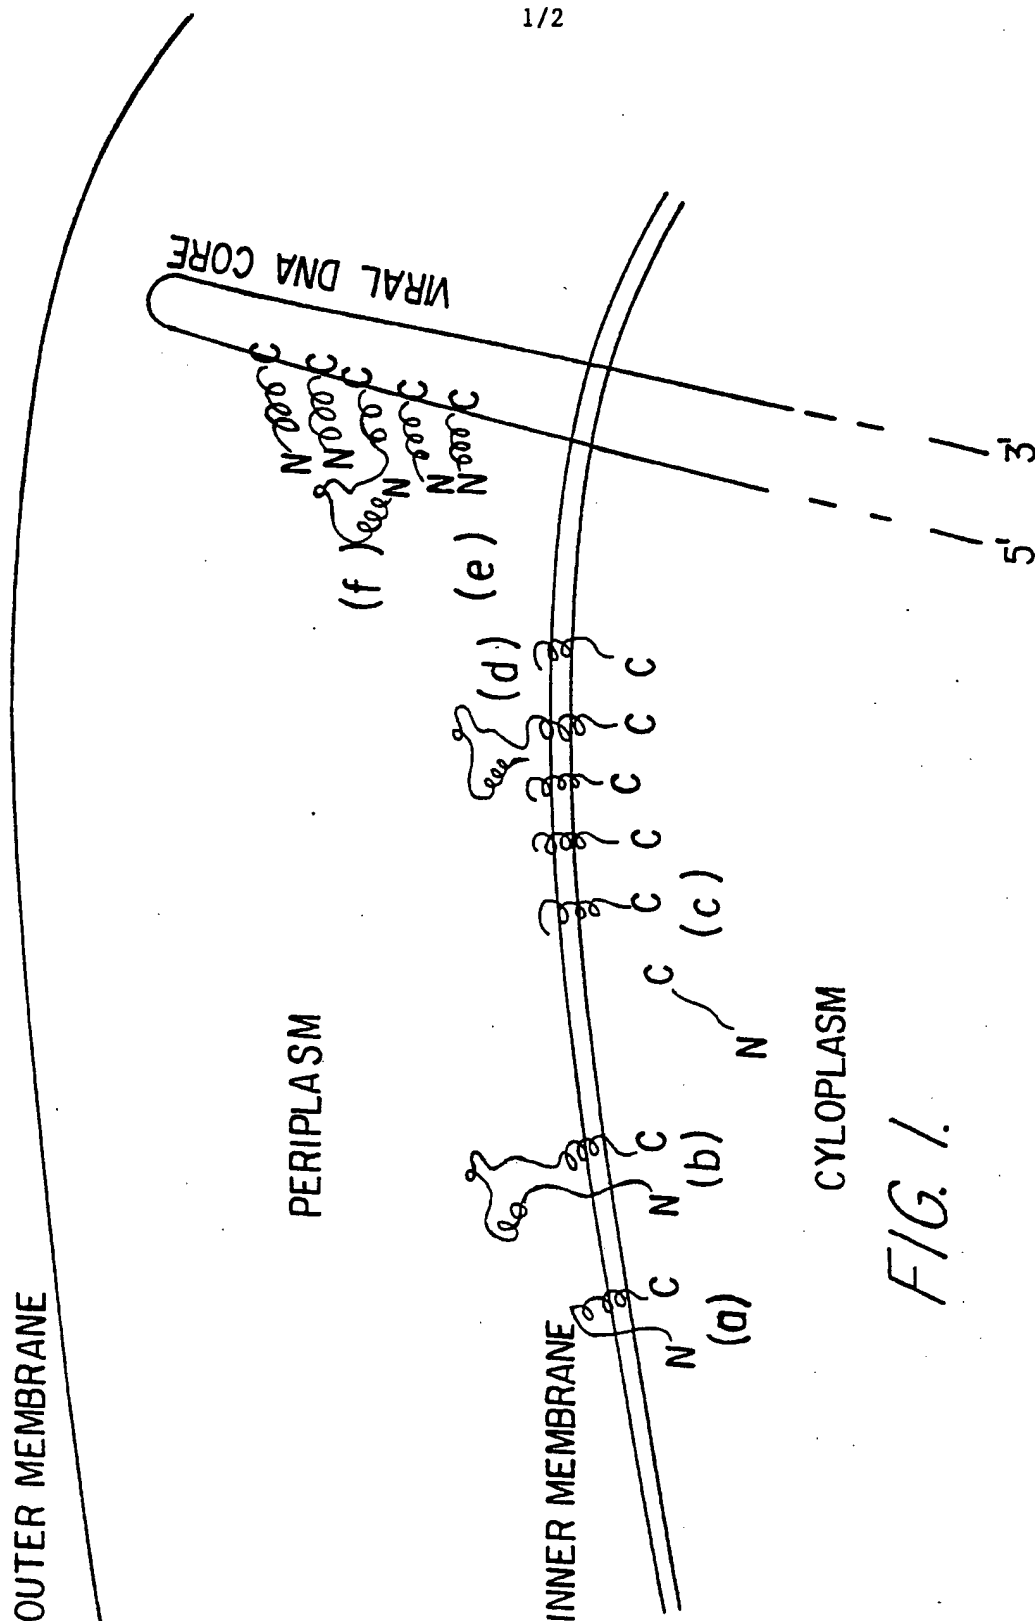 1/2
OUTER MEMBRANE
PERIPLASM
VIRAL DNA CORE
N C
N C
C
N
N C
N C
(f)
(e)
(d)
INNER MEMBRANE
N C
(a)
N C
(b)
N C
C C C C C
(c)
CYLOPLASM
5' 3'
FIG. 1.